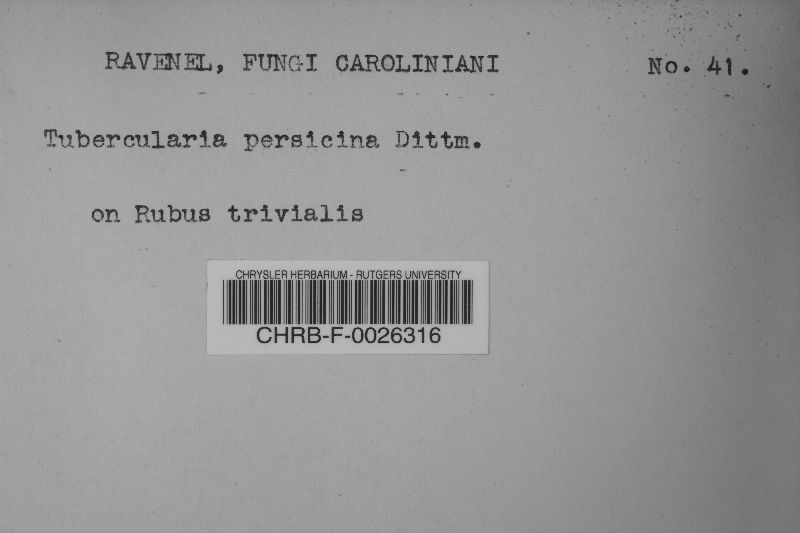 RAVENEL, FUNGI CAROLINIANI No. 41.
Tubercularia persicina Dittm.
on Rubus trivialis
CHRYSLER HERBARIUM - RUTGERS UNIVERSITY
CHRB-F-0026316